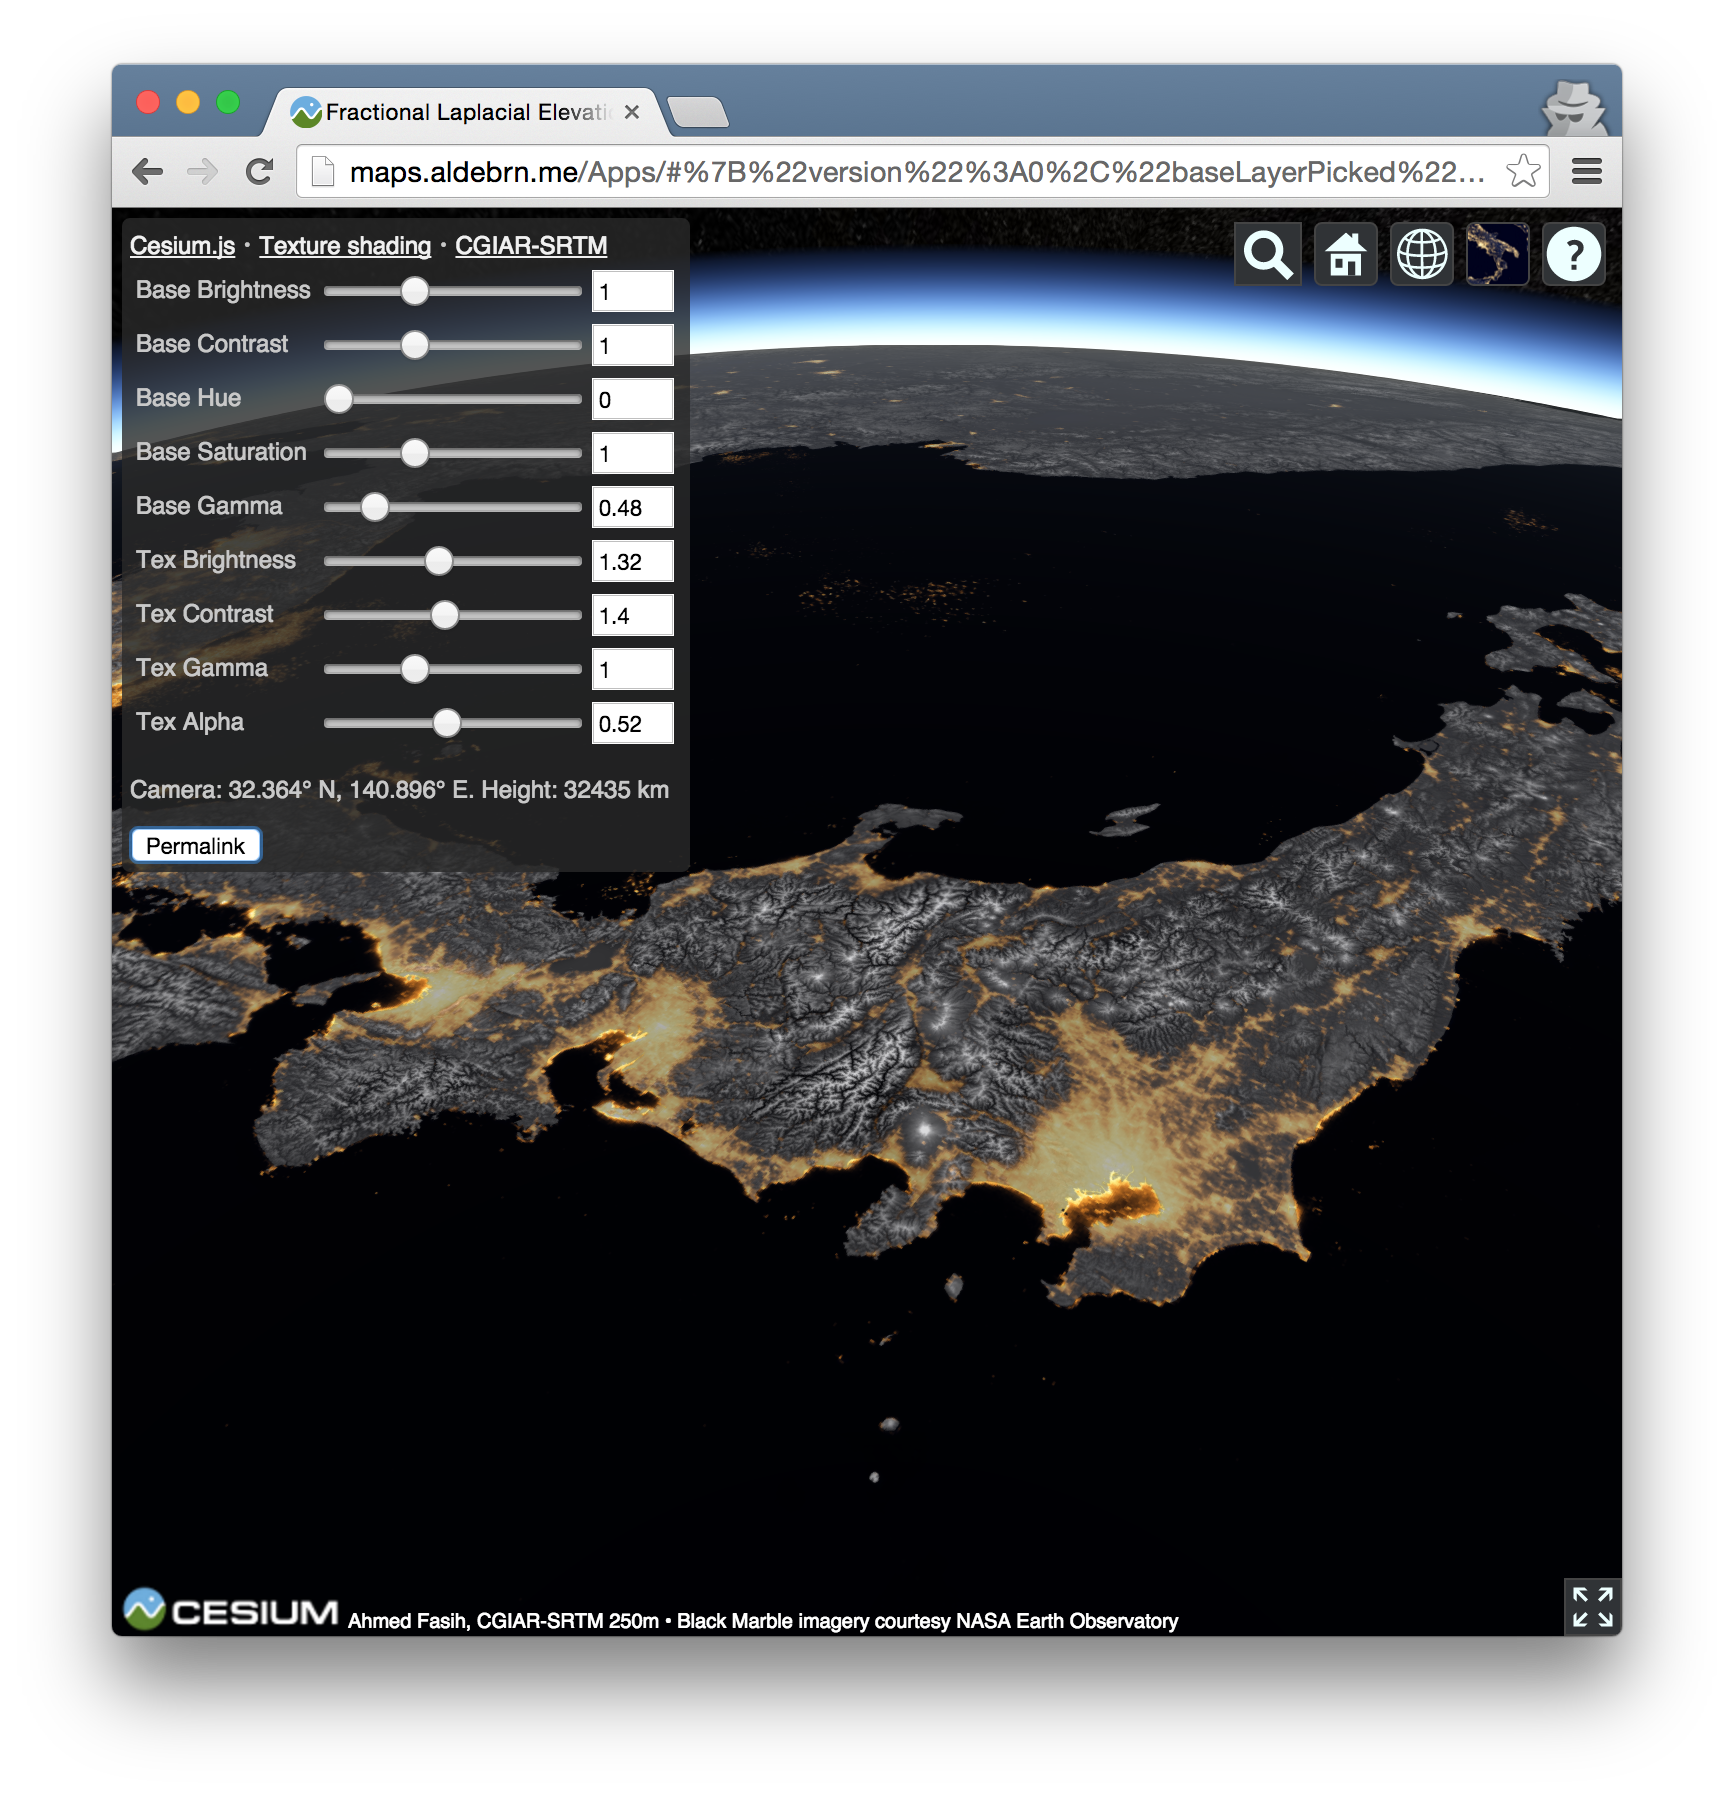 Fractional Laplacial Elevati
maps.aldebrn.me/Apps/#%7B%22version%22%3A0%2C%22baseLayerPicked%22...
Cesium.js • Texture shading • CGIAR-SRTM
Base Brightness 1
Base Contrast 1
Base Hue 0
Base Saturation 1
Base Gamma 0.48
Tex Brightness 1.32
Tex Contrast 1.4
Tex Gamma 1
Tex Alpha 0.52
Camera: 32.364° N, 140.896° E. Height: 32435 km
Permalink
?
CESIUM Ahmed Fasih, CGIAR-SRTM 250m • Black Marble imagery courtesy NASA Earth Observatory